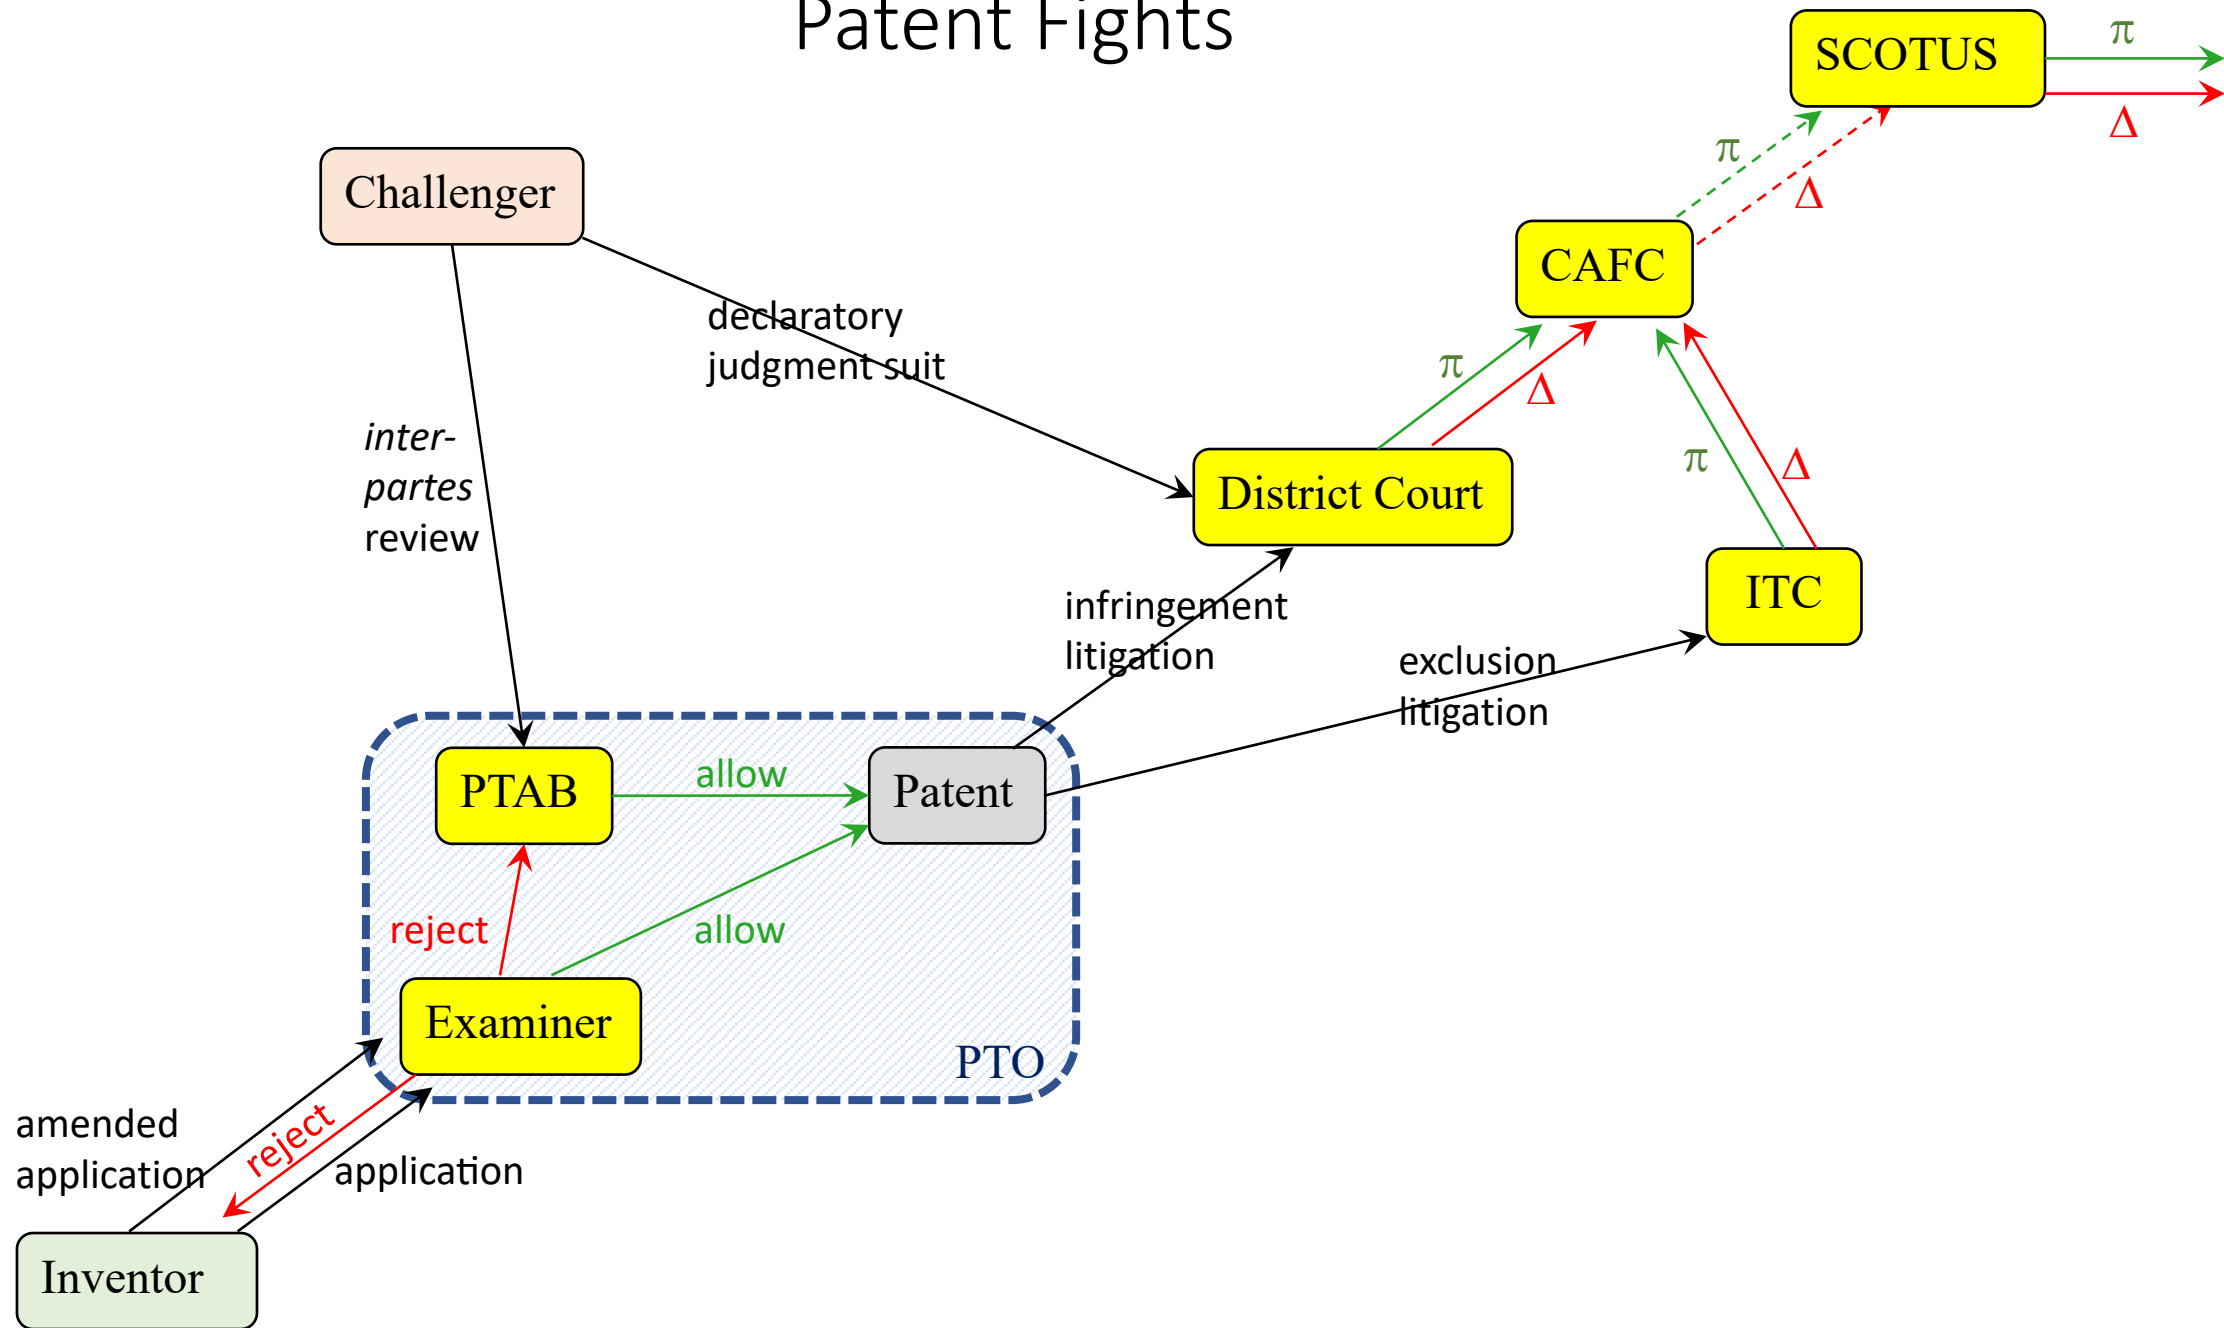 Patent Fights
SCOTUS
π
Δ
π
Δ
Challenger
CAFC
declaratory
judgment suit
π
Δ
inter-
partes
review
District Court
π
Δ
ITC
infringement
litigation
exclusion
litigation
PTAB
allow
Patent
reject
allow
Examiner
PTO
amended
application
reject
application
Inventor